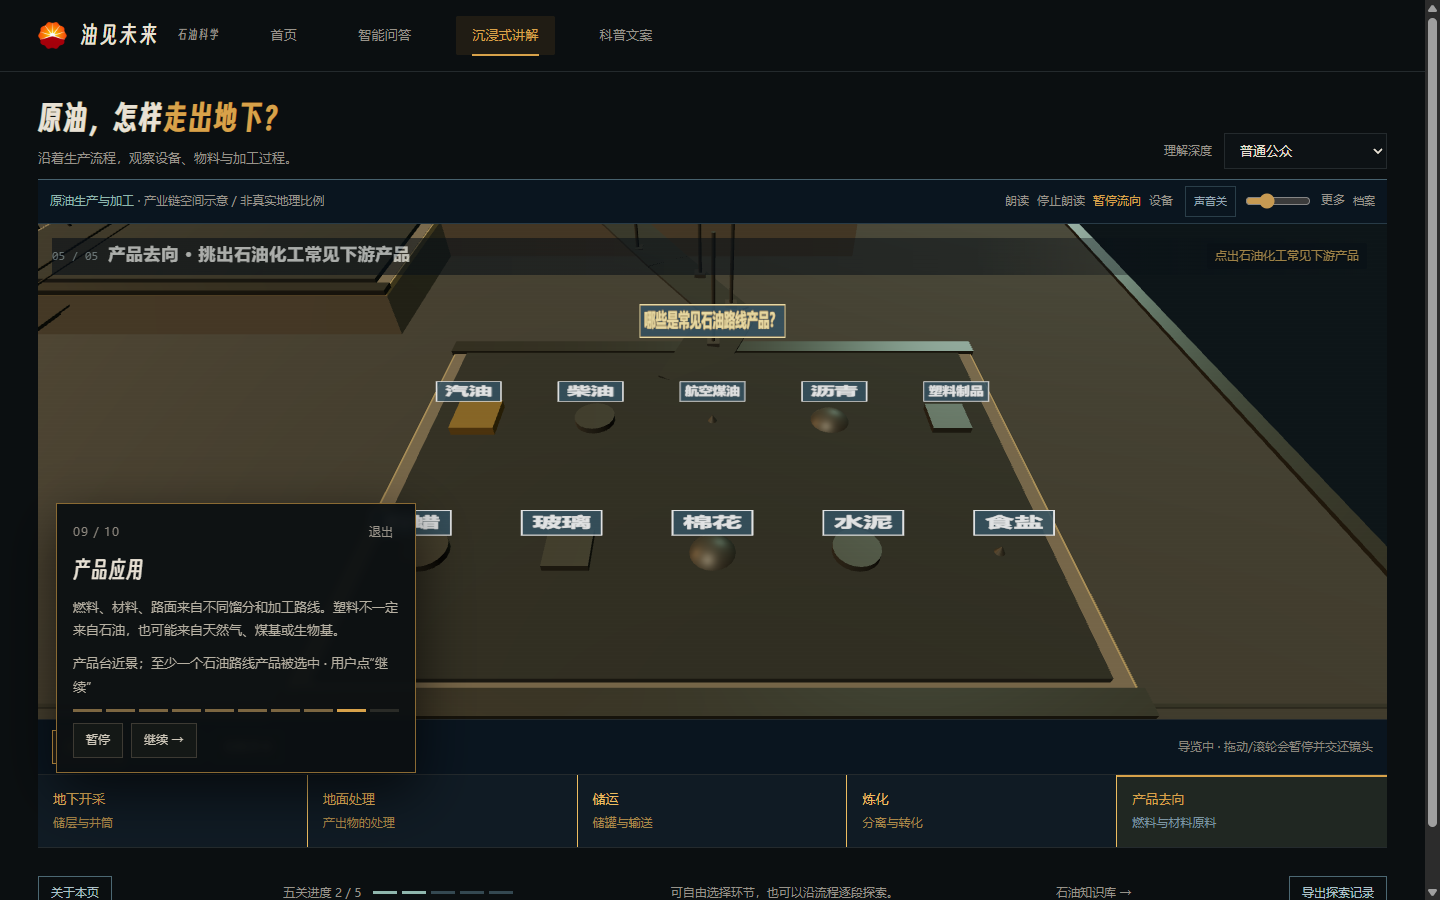 油见未来 石油科学 首页 智能问答 沉浸式讲解 科普文案
原油，怎样走出地下？
沿着生产流程，观察设备、物料与加工过程。
理解深度 普通公众
原油生产与加工 · 产业链空间示意 / 非真实地理比例
朗读 停止朗读 暂停流向 设备 声音关 更多 档案
05 / 05 产品去向 · 挑出石油化工常见下游产品
点出石油化工常见下游产品
哪些是常见石油路线产品？
汽油 柴油 航空煤油 沥青 塑料制品
蜡 玻璃 棉花 水泥 食盐
09 / 10 退出
产品应用
燃料、材料、路面来自不同馏分和加工路线。塑料不一定
来自石油，也可能来自天然气、煤基或生物基。
产品台近景；至少一个石油路线产品被选中 · 用户点“继
续”
暂停 继续 →
导览中 · 拖动/滚轮会暂停并交还镜头
地下开采 地面处理 储运 炼化 产品去向
储层与井筒 产出物的处理 储罐与输送 分离与转化 燃料与材料原料
关于本页 五关进度 2 / 5 可自由选择环节，也可以沿流程逐段探索。 石油知识库 → 导出探索记录